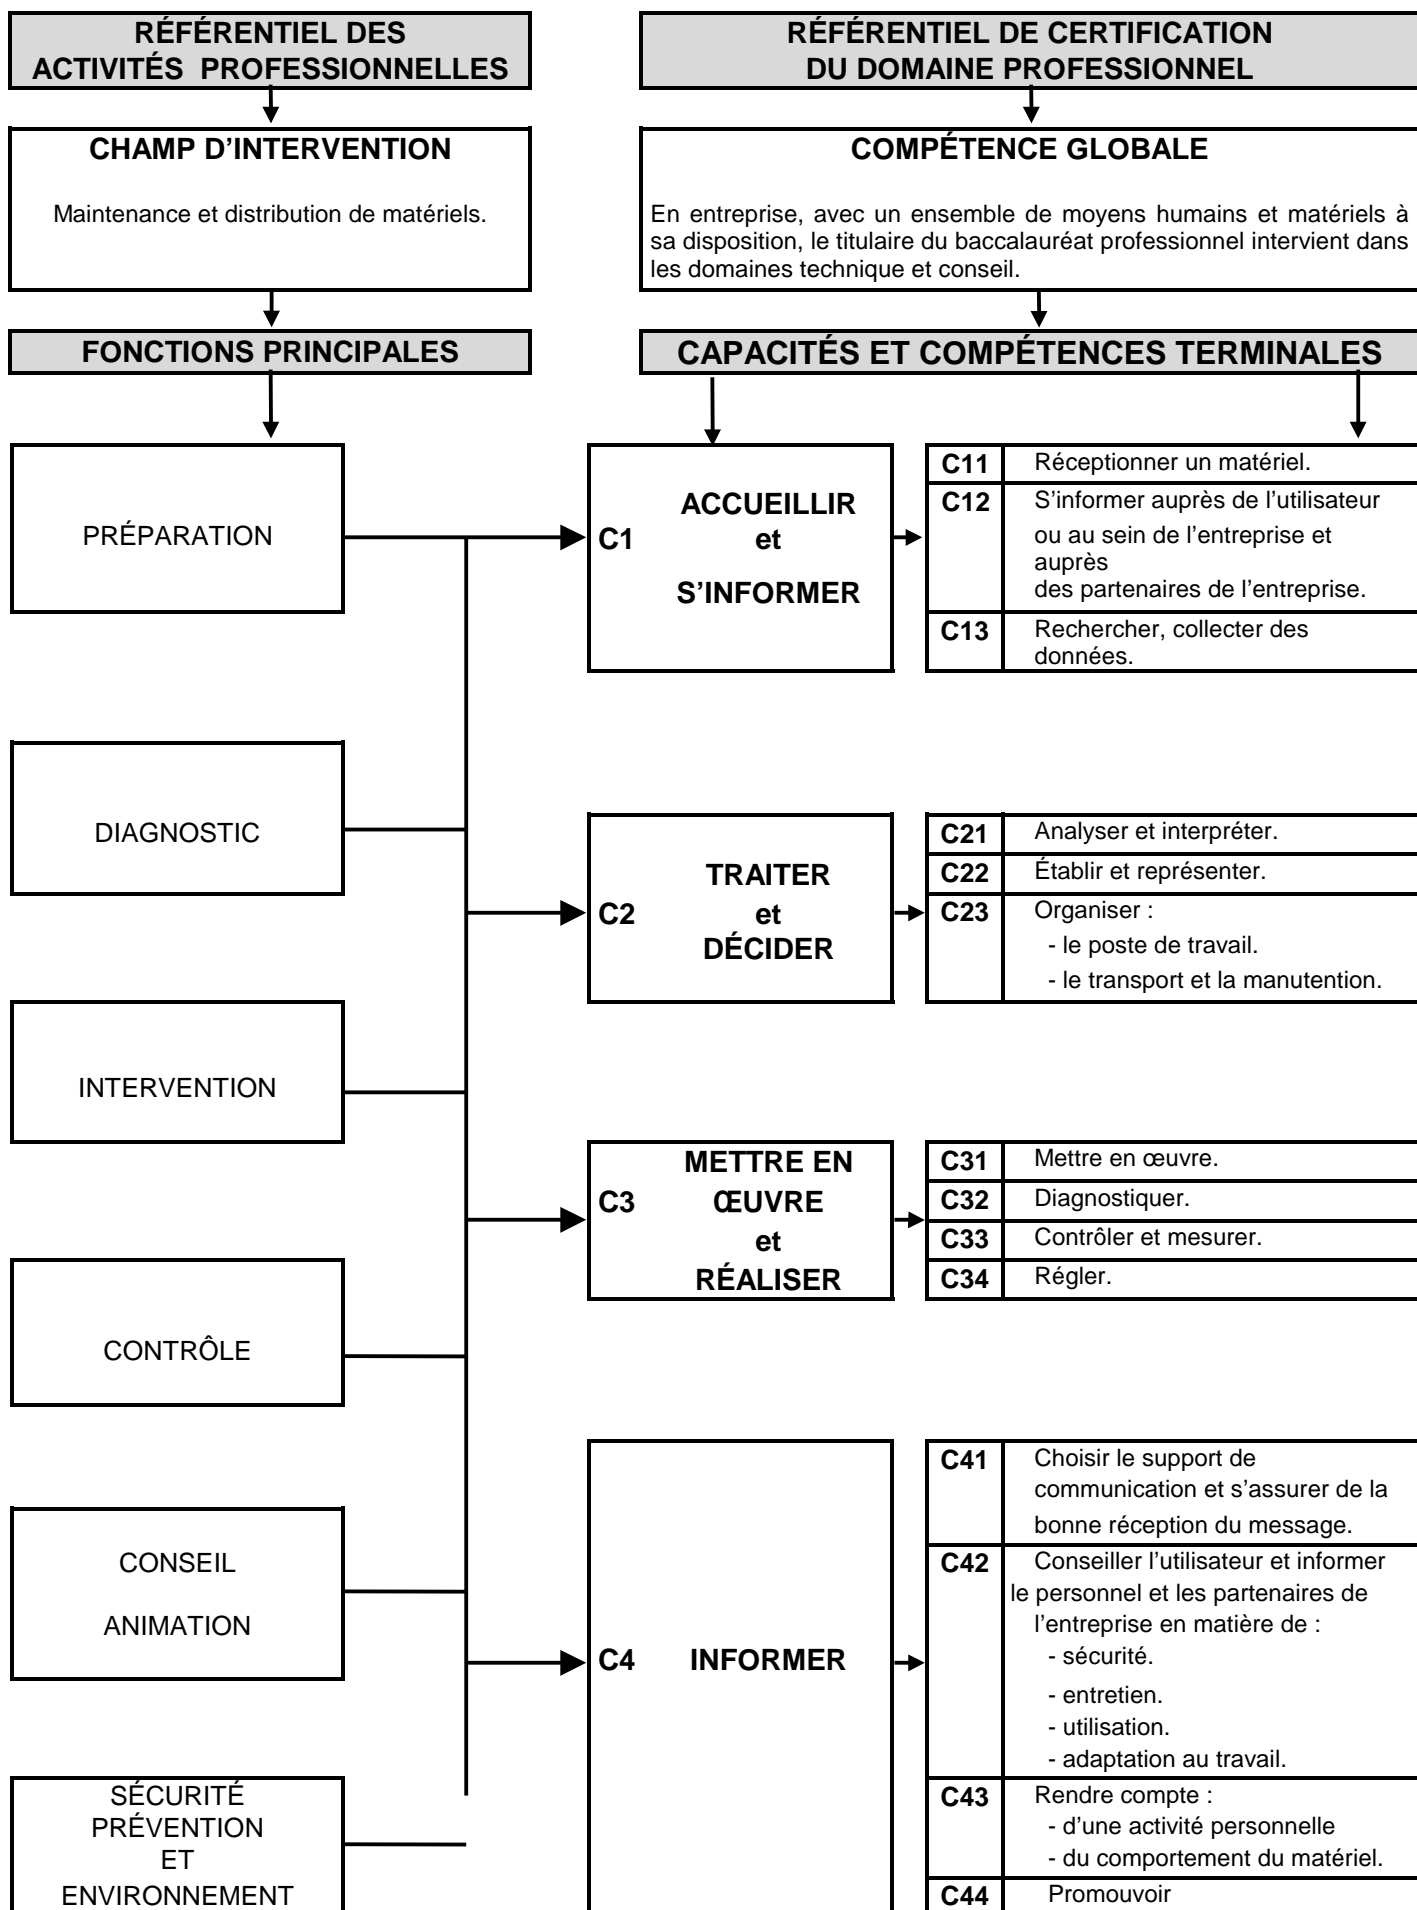 RÉFÉRENTIEL DES
ACTIVITÉS PROFESSIONNELLES
CHAMP D'INTERVENTION
Maintenance et distribution de matériels.
FONCTIONS PRINCIPALES
PRÉPARATION
DIAGNOSTIC
INTERVENTION
CONTRÔLE
CONSEIL
ANIMATION
SÉCURITÉ
PRÉVENTION
ET
ENVIRONNEMENT
RÉFÉRENTIEL DE CERTIFICATION
DU DOMAINE PROFESSIONNEL
COMPÉTENCE GLOBALE
En entreprise, avec un ensemble de moyens humains et matériels à
sa disposition, le titulaire du baccalauréat professionnel intervient dans
les domaines technique et conseil.
CAPACITÉS ET COMPÉTENCES TERMINALES
C1 ACCUEILLIR
et
S'INFORMER
C11 Réceptionner un matériel.
C12 S'informer auprès de l'utilisateur
ou au sein de l'entreprise et
auprès
des partenaires de l'entreprise.
C13 Rechercher, collecter des
données.
C2 TRAITER
et
DÉCIDER
C21 Analyser et interpréter.
C22 Établir et représenter.
C23 Organiser :
- le poste de travail.
- le transport et la manutention.
C3 METTRE EN
ŒUVRE
et
RÉALISER
C31 Mettre en œuvre.
C32 Diagnostiquer.
C33 Contrôler et mesurer.
C34 Régler.
C4 INFORMER
C41 Choisir le support de
communication et s'assurer de la
bonne réception du message.
C42 Conseiller l'utilisateur et informer
le personnel et les partenaires de
l'entreprise en matière de :
- sécurité.
- entretien.
- utilisation.
- adaptation au travail.
C43 Rendre compte :
- d'une activité personnelle
- du comportement du matériel.
C44 Promouvoir